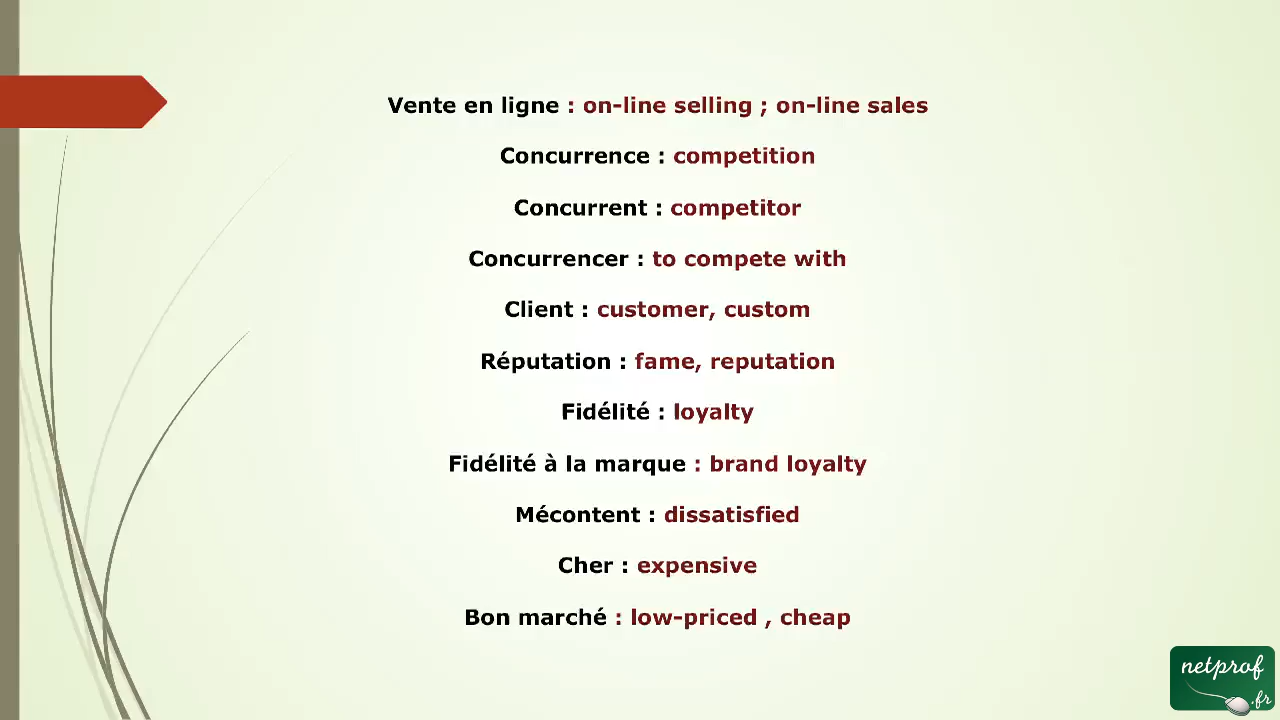 Vente en ligne : on-line selling ; on-line sales
Concurrence : competition
Concurrent : competitor
Concurrencer : to compete with
Client : customer, custom
Réputation : fame, reputation
Fidélité : loyalty
Fidélité à la marque : brand loyalty
Mécontent : dissatisfied
Cher : expensive
Bon marché : low-priced , cheap
netprof
.fr